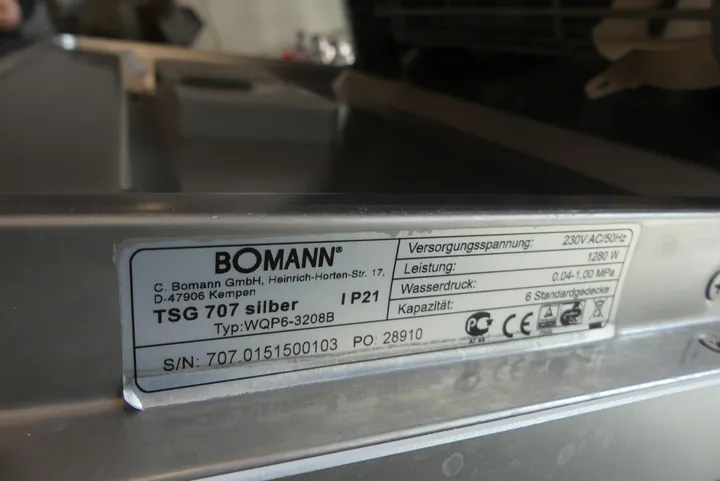 BOMANN®
C. Bomann GmbH, Heinrich-Horten-Str. 17,
D-47906 Kempen
TSG 707 silber I P21
Typ:WQP6-3208B
Versorgungsspannung: 230V AC/50Hz
Leistung: 1280 W
Wasserdruck: 0.04-1.00 MPa
Kapazität: 6 Standardgedecke
S/N: 707.0151500103 PO: 28910
CE